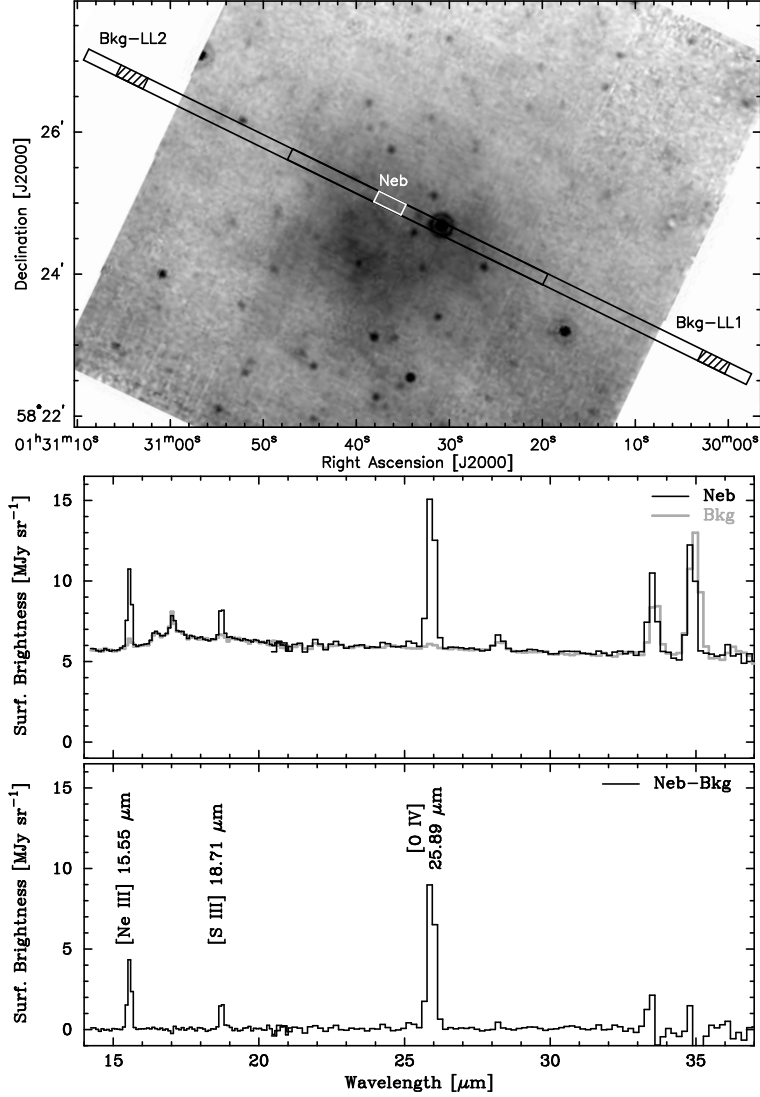 Bkg-LL2
Neb
Bkg-LL1
Declination [J2000]
26'
24'
58°22'
01ʰ31ᵐ10ˢ 31ᵐ00ˢ 50ˢ 40ˢ 30ˢ 20ˢ 10ˢ 30ᵐ00ˢ
Right Ascension [J2000]
Surf. Brightness [MJy sr⁻¹]
15
10
5
0
Neb
Bkg
Surf. Brightness [MJy sr⁻¹]
15
10
5
0
[Ne III] 15.55 μm
[S III] 18.71 μm
[O IV]
25.89 μm
Neb-Bkg
15 20 25 30 35
Wavelength [μm]